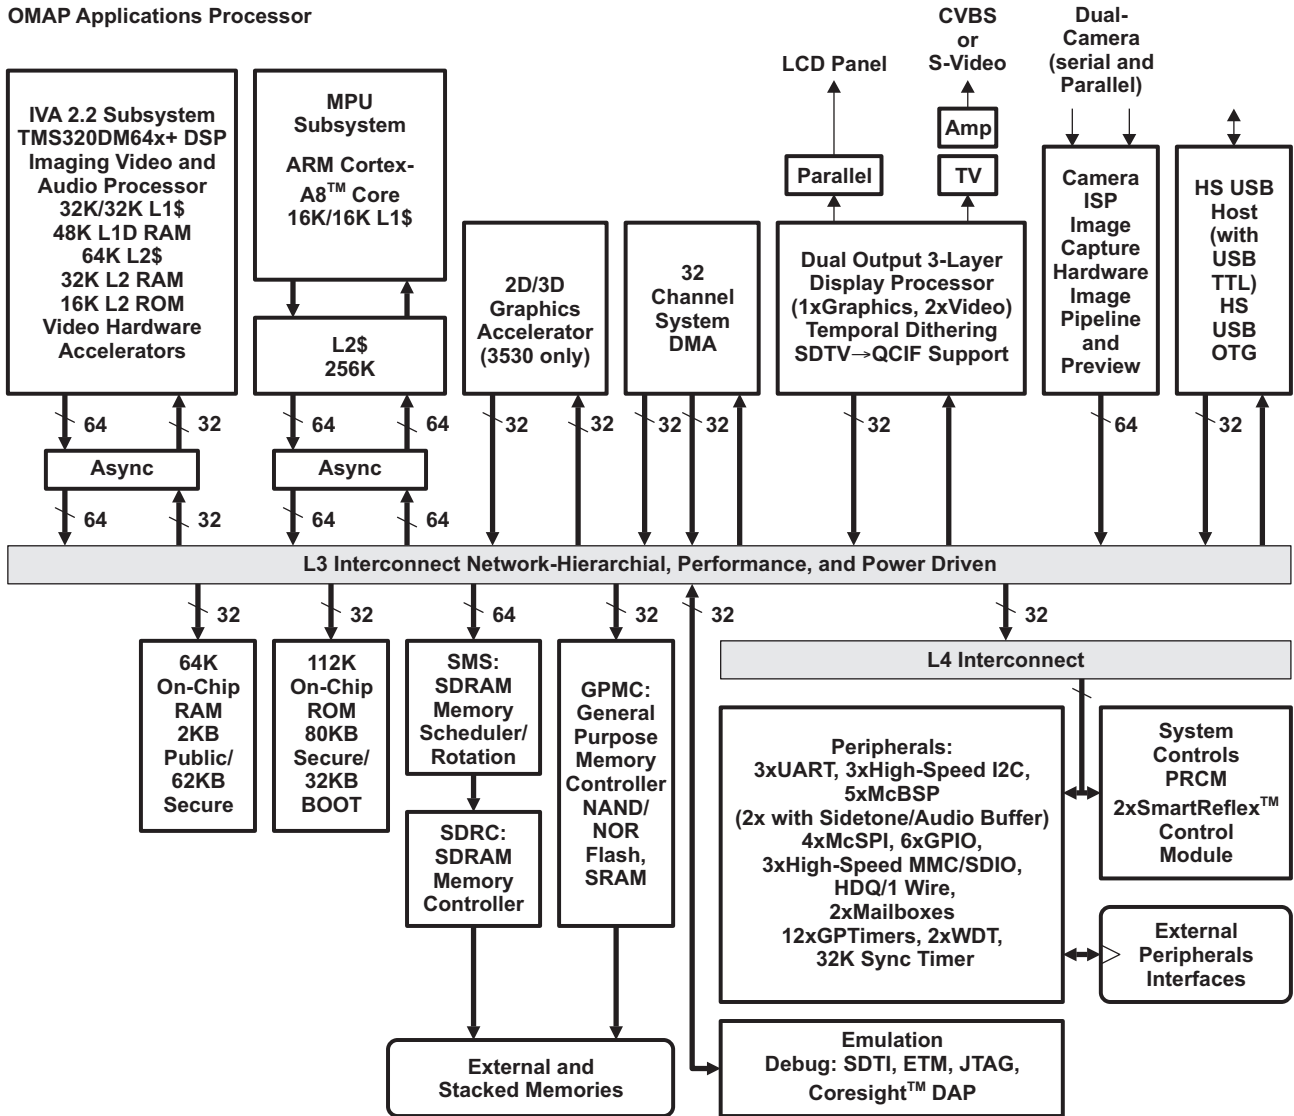 OMAP Applications Processor
CVBS
or
S-Video
Dual-
Camera
(serial and
Parallel)
LCD Panel
Amp
Parallel
TV
IVA 2.2 Subsystem
TMS320DM64x+ DSP
Imaging Video and
Audio Processor
32K/32K L1$
48K L1D RAM
64K L2$
32K L2 RAM
16K L2 ROM
Video Hardware
Accelerators
MPU
Subsystem
ARM Cortex-
A8™ Core
16K/16K L1$
L2$
256K
2D/3D
Graphics
Accelerator
(3530 only)
32
Channel
System
DMA
Dual Output 3-Layer
Display Processor
(1xGraphics, 2xVideo)
Temporal Dithering
SDTV→QCIF Support
Camera
ISP
Image
Capture
Hardware
Image
Pipeline
and
Preview
HS USB
Host
(with
USB
TTL)
HS
USB
OTG
64
32
64
64
32
32
32
32
32
64
32
Async
Async
64
32
64
64
L3 Interconnect Network-Hierarchial, Performance, and Power Driven
32
32
64
32
32
32
64K
On-Chip
RAM
2KB
Public/
62KB
Secure
112K
On-Chip
ROM
80KB
Secure/
32KB
BOOT
SMS:
SDRAM
Memory
Scheduler/
Rotation
SDRC:
SDRAM
Memory
Controller
GPMC:
General
Purpose
Memory
Controller
NAND/
NOR
Flash,
SRAM
L4 Interconnect
Peripherals:
3xUART, 3xHigh-Speed I2C,
5xMcBSP
(2x with Sidetone/Audio Buffer)
4xMcSPI, 6xGPIO,
3xHigh-Speed MMC/SDIO,
HDQ/1 Wire,
2xMailboxes
12xGPTimers, 2xWDT,
32K Sync Timer
System
Controls
PRCM
2xSmartReflex™
Control
Module
External
Peripherals
Interfaces
External and
Stacked Memories
Emulation
Debug: SDTI, ETM, JTAG,
Coresight™ DAP